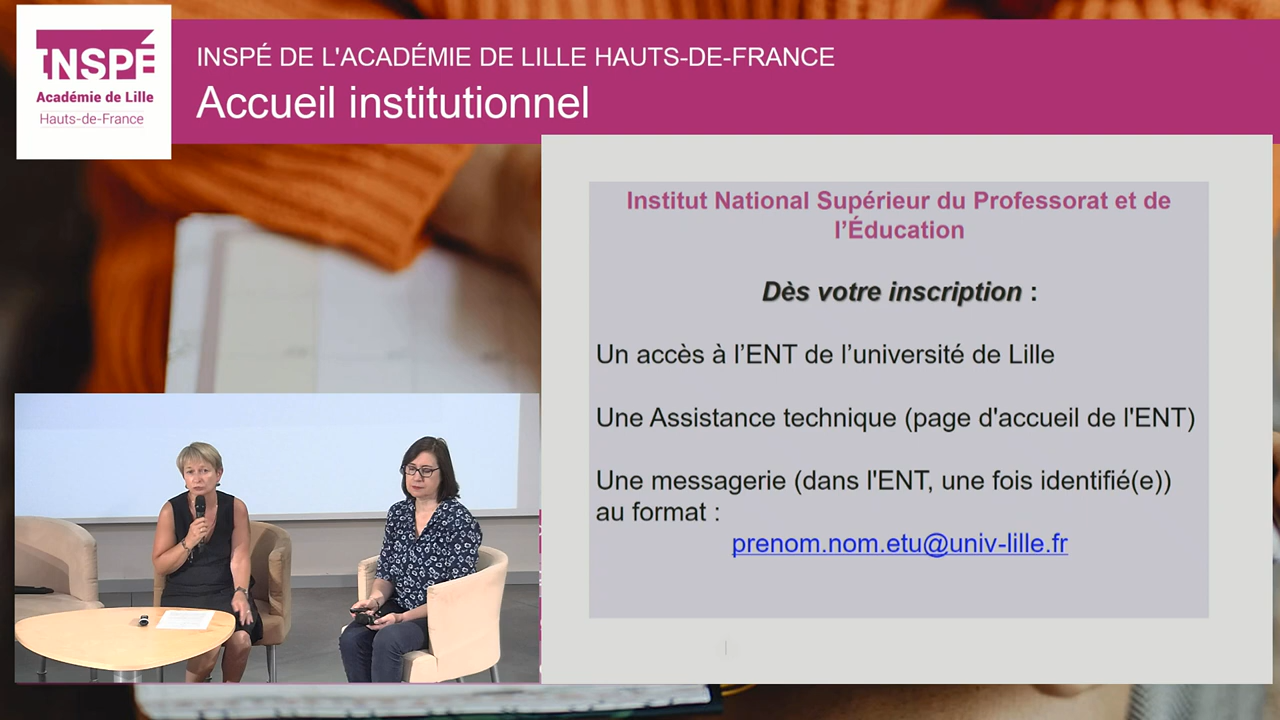 INSPÉ
Académie de Lille
Hauts-de-France
INSPÉ DE L'ACADÉMIE DE LILLE HAUTS-DE-FRANCE
Accueil institutionnel
Institut National Supérieur du Professorat et de
l’Éducation
Dès votre inscription :
Un accès à l’ENT de l’université de Lille
Une Assistance technique (page d'accueil de l'ENT)
Une messagerie (dans l'ENT, une fois identifié(e))
au format :
prenom.nom.etu@univ-lille.fr